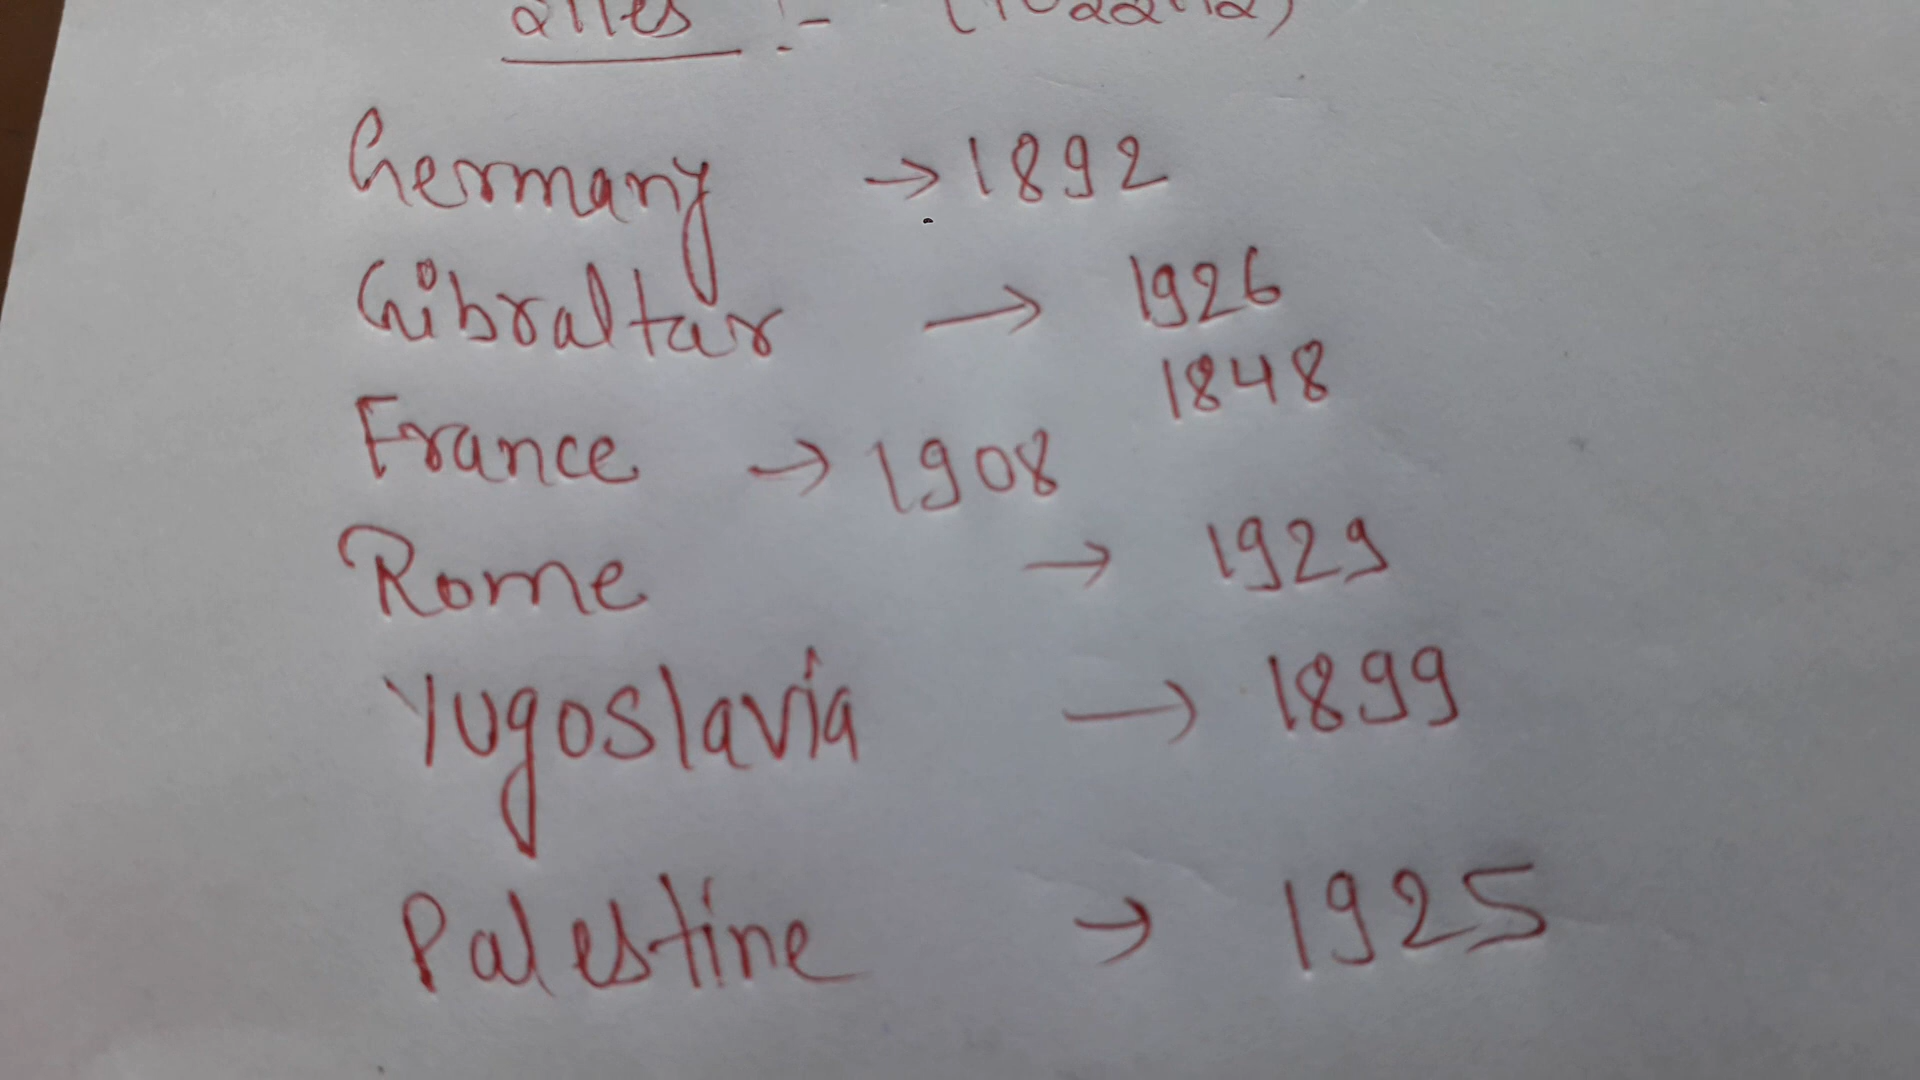 Germany → 1892
Gibraltar → 1926
1848
France → 1908
Rome → 1929
Yugoslavia → 1899
Palestine → 1925